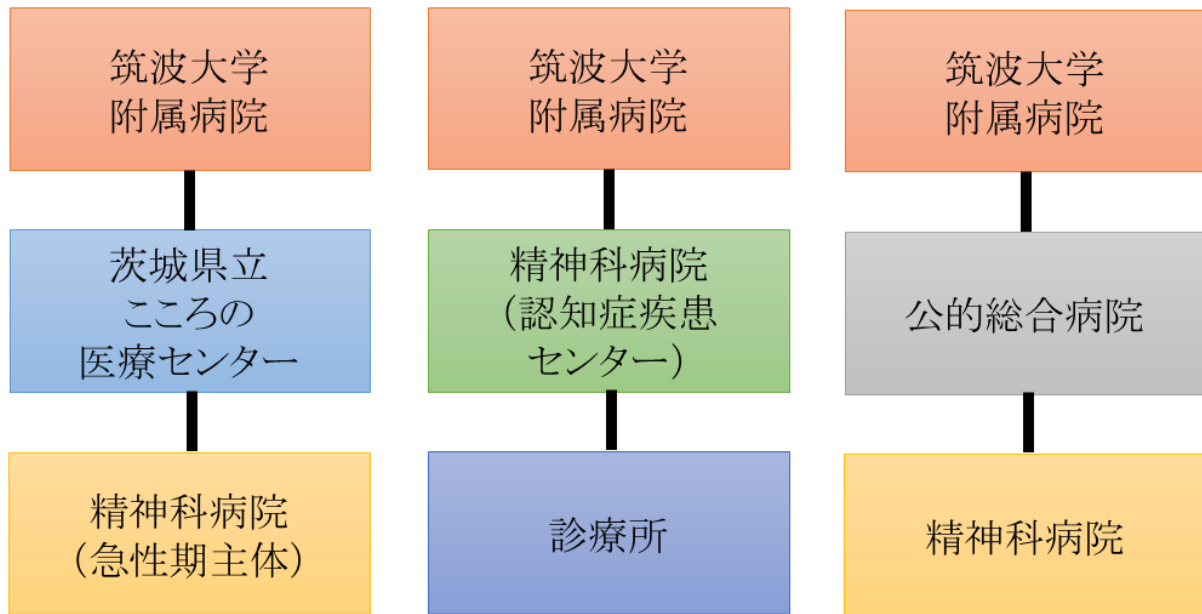 筑波大学
附属病院
筑波大学
附属病院
筑波大学
附属病院
茨城県立
こころの
医療センター
精神科病院
（認知症疾患
センター）
公的総合病院
精神科病院
（急性期主体）
診療所
精神科病院